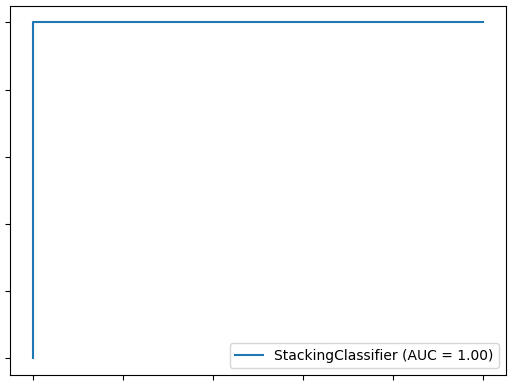 StackingClassifier (AUC = 1.00)